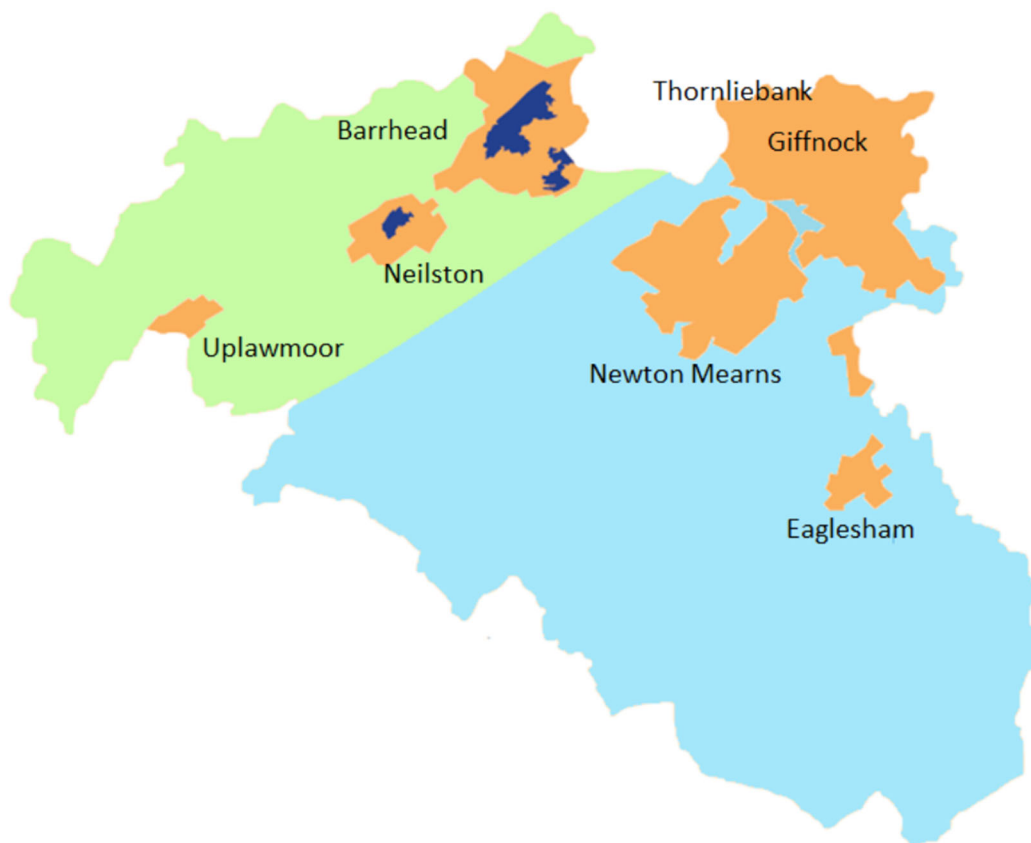 Thornliebank
Barrhead
Giffnock
Neilston
Uplawmoor
Newton Mearns
Eaglesham